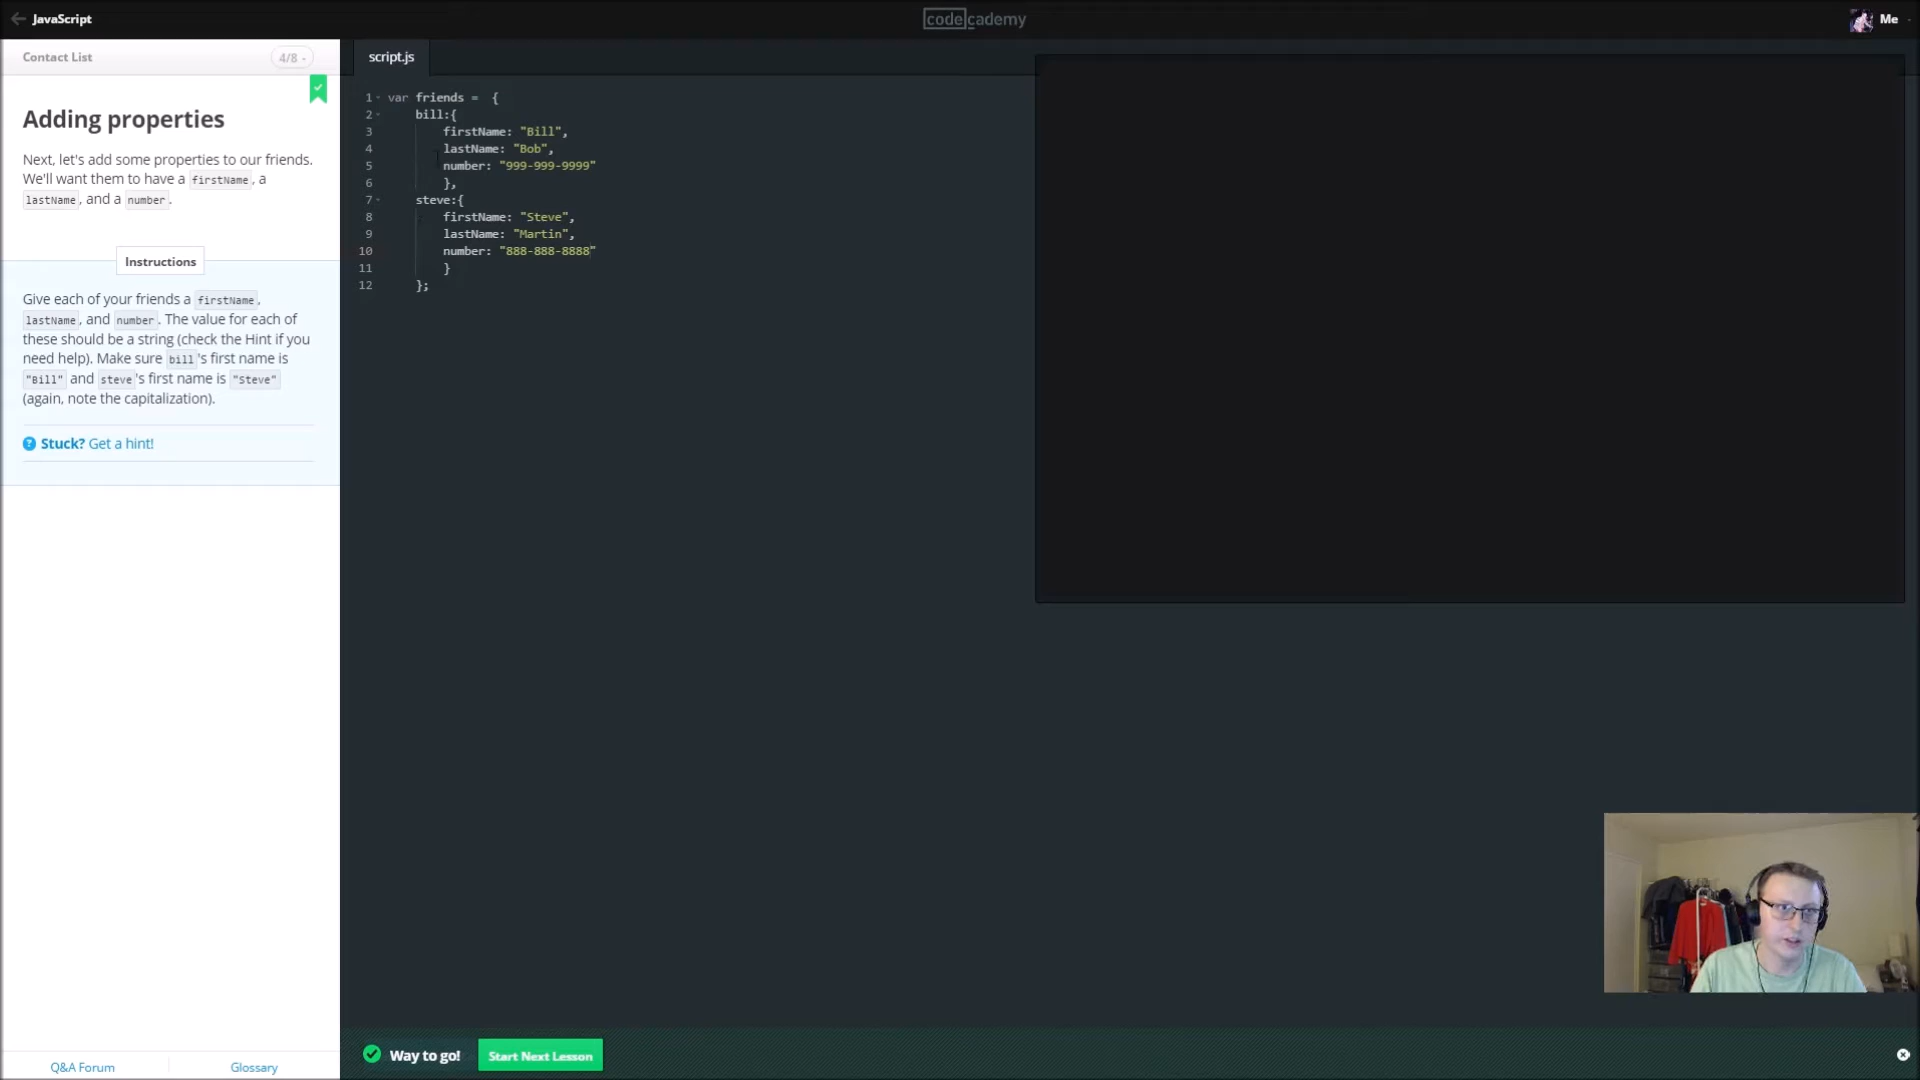 JavaScript
codecademy
Me
Contact List
4/8
script.js
Adding properties
Next, let's add some properties to our friends.
We'll want them to have a firstName, a
lastName, and a number.
Instructions
Give each of your friends a firstName,
lastName, and number. The value for each of
these should be a string (check the Hint if you
need help). Make sure bill's first name is
"Bill" and steve's first name is "Steve"
(again, note the capitalization).
Stuck? Get a hint!
Q&A Forum
Glossary
1 var friends =  {
2 bill:{
3 firstName: "Bill",
4 lastName: "Bob",
5 number: "999-999-9999"
6 },
7 steve:{
8 firstName: "Steve",
9 lastName: "Martin",
10 number: "888-888-8888"
11 }
12 };
Way to go!
Start Next Lesson